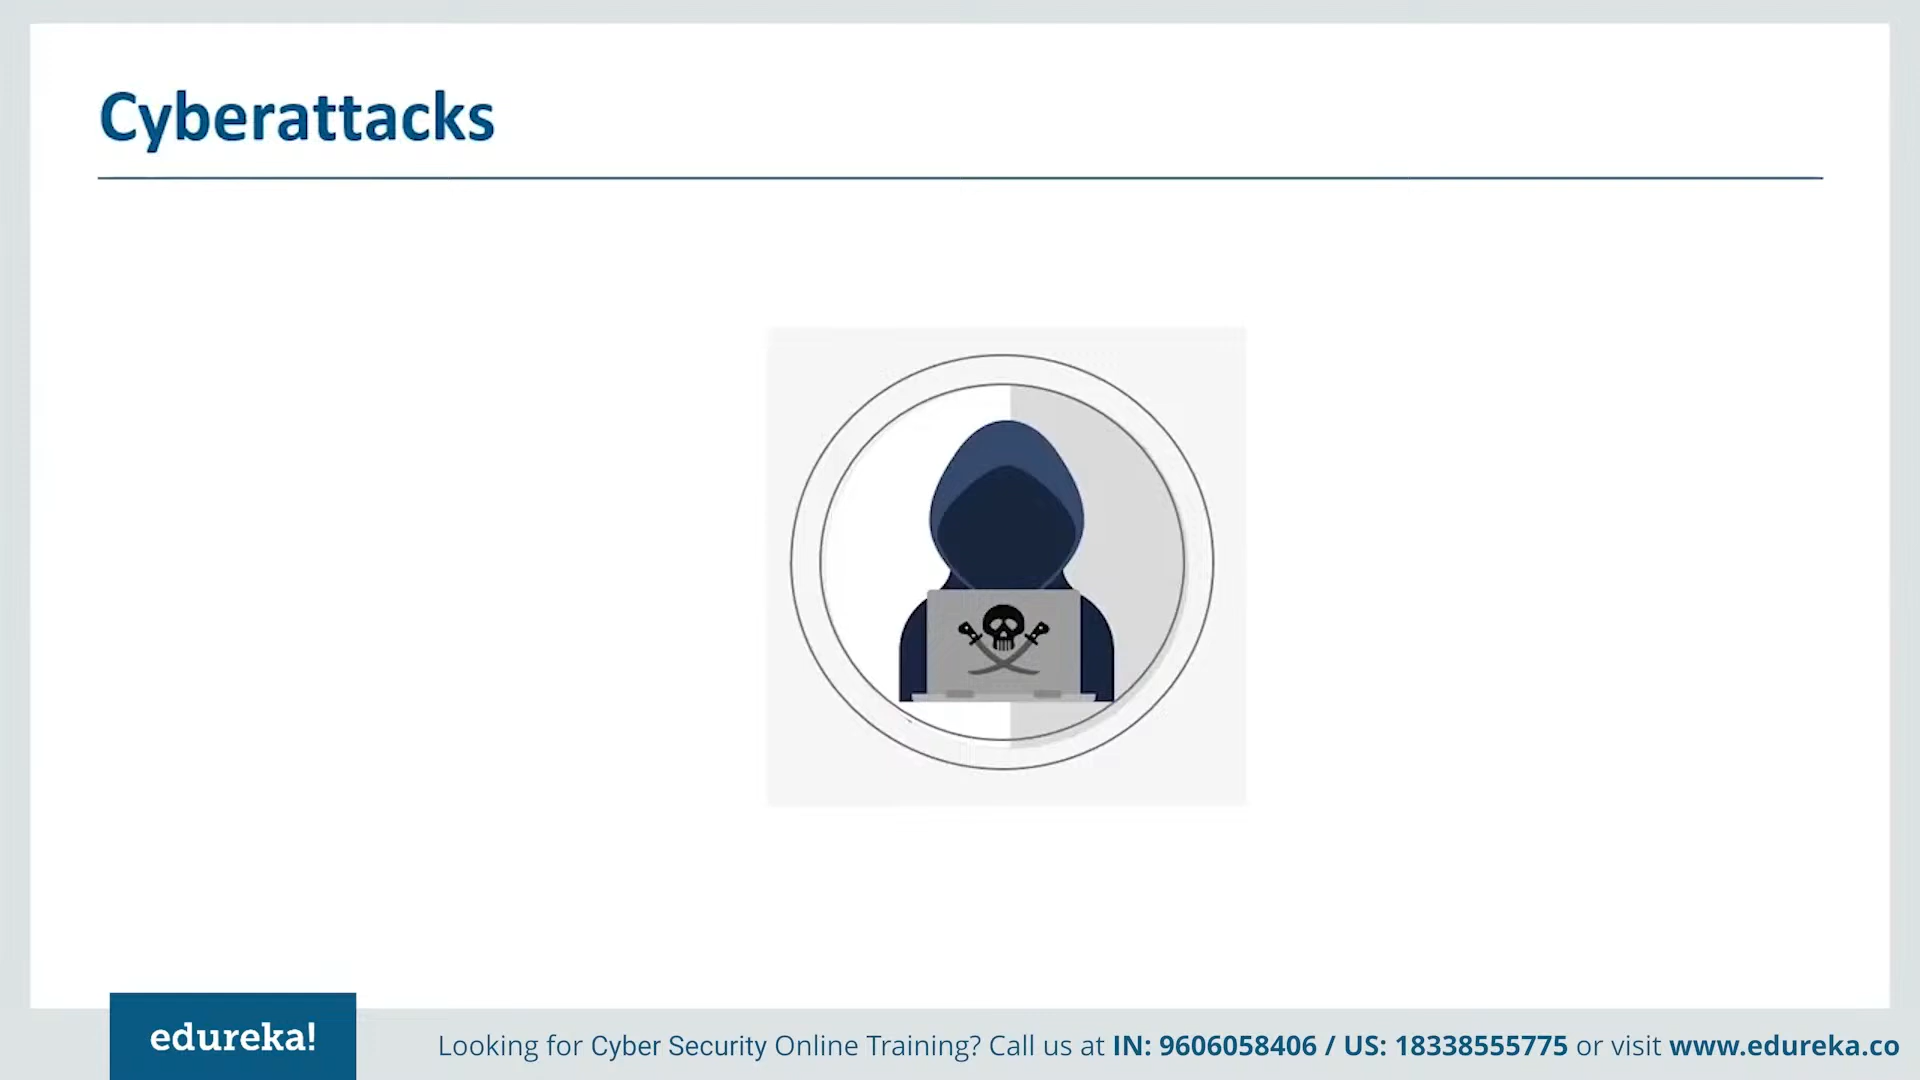 Cyberattacks
edureka!
Looking for Cyber Security Online Training? Call us at IN: 9606058406 / US: 18338555775 or visit www.edureka.co